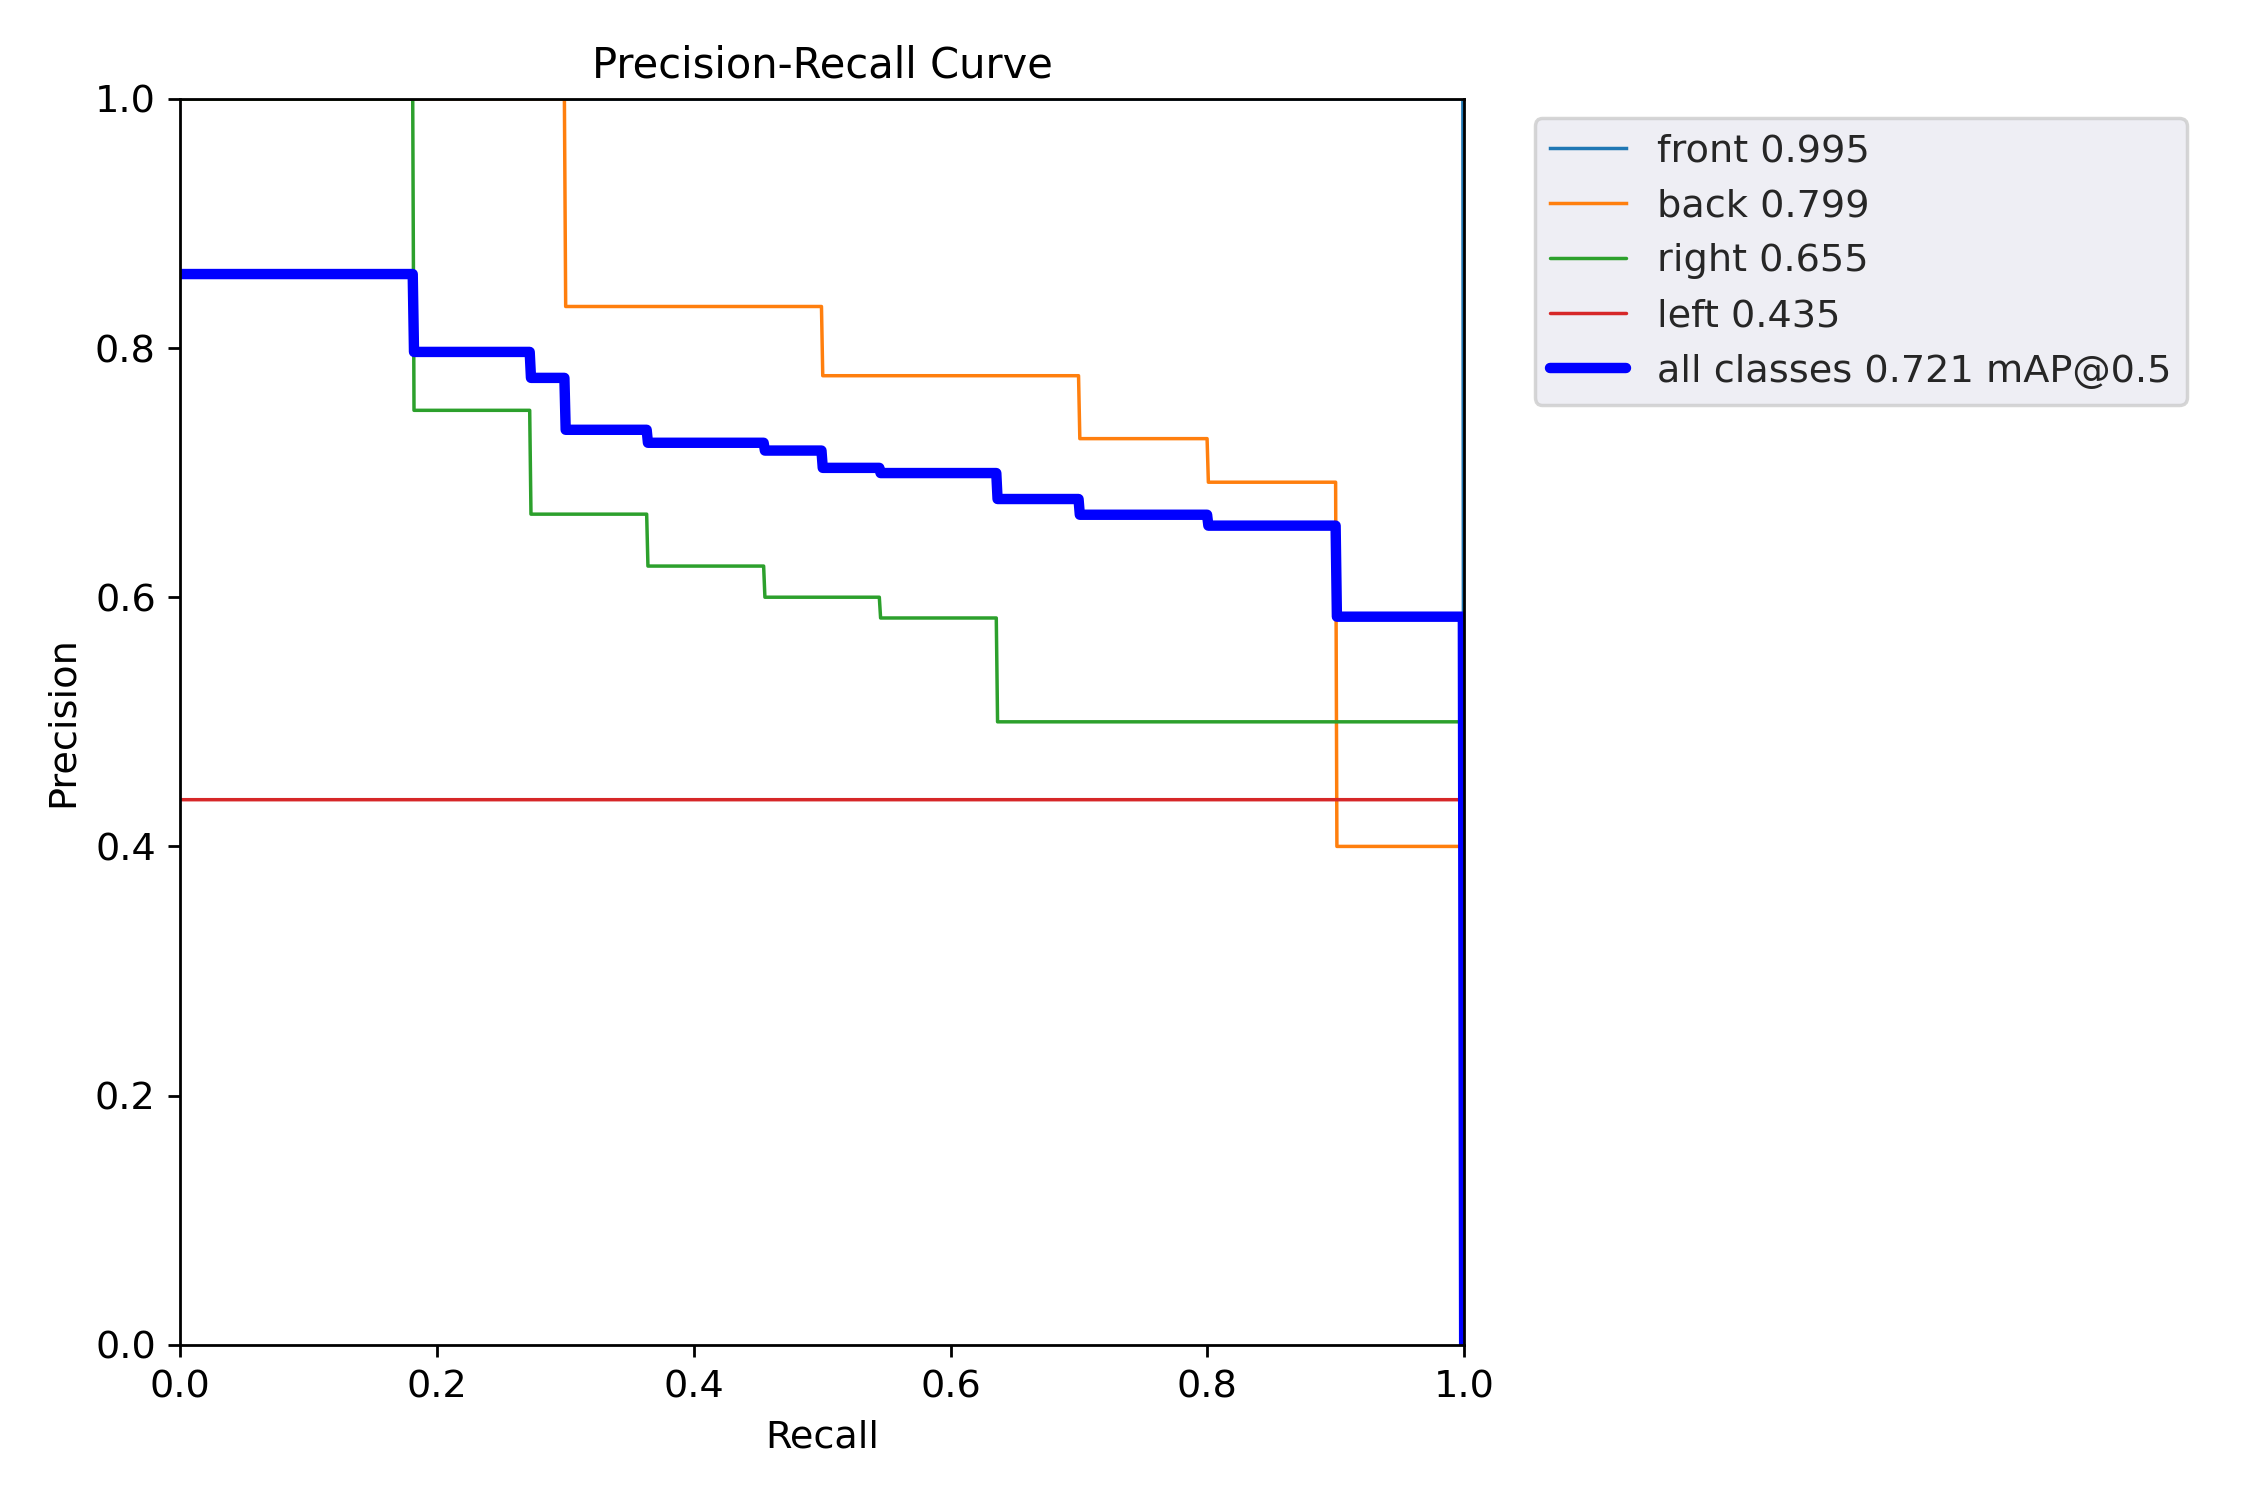 Precision-Recall Curve
1.0
0.8
0.6
0.4
0.2
0.0
Precision
0.0 0.2 0.4 0.6 0.8 1.0
Recall
front 0.995
back 0.799
right 0.655
left 0.435
all classes 0.721 mAP@0.5